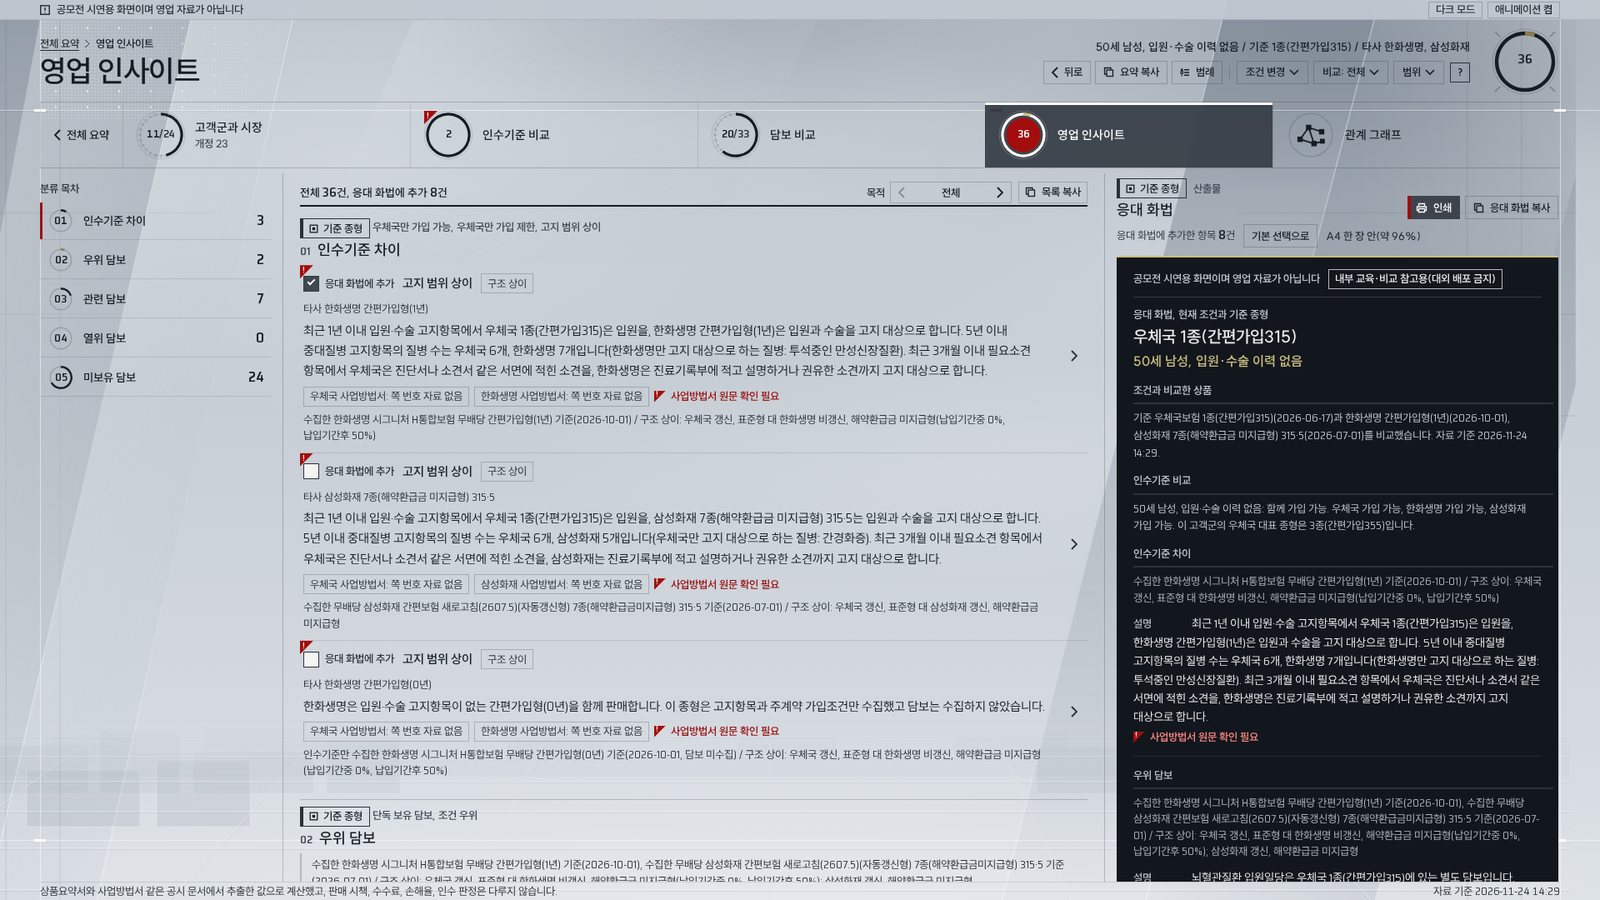 공모전 시연용 화면이며 영업 자료가 아닙니다
다크 모드
애니메이션 켬
전체 요약 > 영업 인사이트
영업 인사이트
50세 남성, 입원·수술 이력 없음 / 기준 1종(간편가입315) / 타사 한화생명, 삼성화재
뒤로
요약 복사
범례
조건 변경
비교: 전체
범위
?
36
전체 요약
11/24
고객군과 시장
개정 23
2
인수기준 비교
20/33
담보 비교
36
영업 인사이트
관계 그래프
분류 목차
01 인수기준 차이 3
02 우위 담보 2
03 관련 담보 7
04 열위 담보 0
05 미보유 담보 24
전체 36건, 응대 화법에 추가 8건
목적
전체
목록 복사
기준 종형 우체국만 가입 가능, 우체국만 가입 제한, 고지 범위 상이
01 인수기준 차이
응대 화법에 추가 고지 범위 상이 구조 상이
타사 한화생명 간편가입형(1년)
최근 1년 이내 입원·수술 고지항목에서 우체국 1종(간편가입315)은 입원을, 한화생명 간편가입형(1년)은 입원과 수술을 고지 대상으로 합니다. 5년 이내
중대질병 고지항목의 질병 수는 우체국 6개, 한화생명 7개입니다(한화생명만 고지 대상으로 하는 질병: 투석중인 만성신장질환). 최근 3개월 이내 필요소견
항목에서 우체국은 진단서나 소견서 같은 서면에 적힌 소견을, 한화생명은 진료기록부에 적고 설명하거나 권유한 소견까지 고지 대상으로 합니다.
우체국 사업방법서: 쪽 번호 자료 없음
한화생명 사업방법서: 쪽 번호 자료 없음
사업방법서 원문 확인 필요
수집한 한화생명 시그니처 H통합보험 무배당 간편가입형(1년) 기준(2026-10-01) / 구조 상이: 우체국 갱신, 표준형 대 한화생명 비갱신, 해약환급금 미지급형(납입기간중 0%,
납입기간후 50%)
응대 화법에 추가 고지 범위 상이 구조 상이
타사 삼성화재 7종(해약환급금 미지급형) 315·5
최근 1년 이내 입원·수술 고지항목에서 우체국 1종(간편가입315)은 입원을, 삼성화재 7종(해약환급금 미지급형) 315·5는 입원과 수술을 고지 대상으로 합니다.
5년 이내 중대질병 고지항목의 질병 수는 우체국 6개, 삼성화재 5개입니다(우체국만 고지 대상으로 하는 질병: 간경화증). 최근 3개월 이내 필요소견 항목에서
우체국은 진단서나 소견서 같은 서면에 적힌 소견을, 삼성화재는 진료기록부에 적고 설명하거나 권유한 소견까지 고지 대상으로 합니다.
우체국 사업방법서: 쪽 번호 자료 없음
삼성화재 사업방법서: 쪽 번호 자료 없음
사업방법서 원문 확인 필요
수집한 무배당 삼성화재 간편보험 새로고침(2607.5)(자동갱신형) 7종(해약환급금미지급형) 315·5 기준(2026-07-01) / 구조 상이: 우체국 갱신, 표준형 대 삼성화재 갱신, 해약환급금
미지급형
응대 화법에 추가 고지 범위 상이 구조 상이
타사 한화생명 간편가입형(0년)
한화생명은 입원·수술 고지항목이 없는 간편가입형(0년)을 함께 판매합니다. 이 종형은 고지항목과 주계약 가입조건만 수집했고 담보는 수집하지 않았습니다.
우체국 사업방법서: 쪽 번호 자료 없음
한화생명 사업방법서: 쪽 번호 자료 없음
사업방법서 원문 확인 필요
인수기준만 수집한 한화생명 시그니처 H통합보험 무배당 간편가입형(0년) 기준(2026-10-01, 담보 미수집) / 구조 상이: 우체국 갱신, 표준형 대 한화생명 비갱신, 해약환급금 미지급형
(납입기간중 0%, 납입기간후 50%)
기준 종형 단독 보유 담보, 조건 우위
02 우위 담보
수집한 한화생명 시그니처 H통합보험 무배당 간편가입형(1년) 기준(2026-10-01), 수집한 무배당 삼성화재 간편보험 새로고침(2607.5)(자동갱신형) 7종(해약환급금미지급형) 315·5 기준
(2026-07-01) / 구조 상이: 우체국 갱신, 표준형 대 한화생명 비갱신, 해약환급금 미지급형(납입기간중 0%, 납입기간후 50%); 삼성화재 갱신, 해약환급금 미지급형
기준 종형 산출물
응대 화법
인쇄
응대 화법 복사
응대 화법에 추가한 항목 8건
기본 선택으로
A4 한 장 안(약 96%)
공모전 시연용 화면이며 영업 자료가 아닙니다
내부 교육·비교 참고용(대외 배포 금지)
응대 화법, 현재 조건과 기준 종형
우체국 1종(간편가입315)
50세 남성, 입원·수술 이력 없음
조건과 비교한 상품
기준 우체국보험 1종(간편가입315)(2026-06-17)과 한화생명 간편가입형(1년)(2026-10-01),
삼성화재 7종(해약환급금 미지급형) 315·5(2026-07-01)를 비교했습니다. 자료 기준 2026-11-24
14:29.
인수기준 비교
50세 남성, 입원·수술 이력 없음: 함께 가입 가능. 우체국 가입 가능, 한화생명 가입 가능, 삼성화재
가입 가능. 이 고객군의 우체국 대표 종형은 3종(간편가입355)입니다.
인수기준 차이
수집한 한화생명 시그니처 H통합보험 무배당 간편가입형(1년) 기준(2026-10-01) / 구조 상이: 우체국
갱신, 표준형 대 한화생명 비갱신, 해약환급금 미지급형(납입기간중 0%, 납입기간후 50%)
설명 최근 1년 이내 입원·수술 고지항목에서 우체국 1종(간편가입315)은 입원을,
한화생명 간편가입형(1년)은 입원과 수술을 고지 대상으로 합니다. 5년 이내 중대질병
고지항목의 질병 수는 우체국 6개, 한화생명 7개입니다(한화생명만 고지 대상으로 하는 질병:
투석중인 만성신장질환). 최근 3개월 이내 필요소견 항목에서 우체국은 진단서나 소견서 같은
서면에 적힌 소견을, 한화생명은 진료기록부에 적고 설명하거나 권유한 소견까지 고지
대상으로 합니다.
사업방법서 원문 확인 필요
우위 담보
수집한 한화생명 시그니처 H통합보험 무배당 간편가입형(1년) 기준(2026-10-01), 수집한 무배당
삼성화재 간편보험 새로고침(2607.5)(자동갱신형) 7종(해약환급금미지급형) 315·5 기준(2026-07-
01) / 구조 상이: 우체국 갱신, 표준형 대 한화생명 비갱신, 해약환급금 미지급형(납입기간중 0%,
납입기간후 50%); 삼성화재 갱신, 해약환급금 미지급형
설명 뇌혈관질환 입원일당은 우체국 1종(간편가입315)에 있는 별도 담보입니다.
상품요약서와 사업방법서 같은 공시 문서에서 추출한 값으로 계산했고, 판매 시책, 수수료, 손해율, 인수 판정은 다루지 않습니다.
자료 기준 2026-11-24 14:29